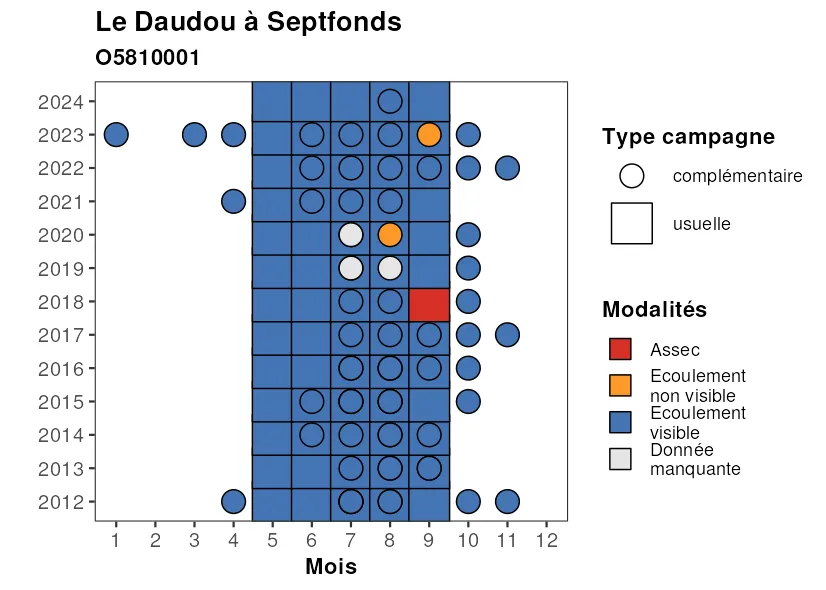 Le Daudou à Septfonds
O5810001
2024
2023
2022
2021
2020
2019
2018
2017
2016
2015
2014
2013
2012
1 2 3 4 5 6 7 8 9 10 11 12
Mois
Type campagne
complémentaire
usuelle
Modalités
Assec
Ecoulement
non visible
Ecoulement
visible
Donnée
manquante